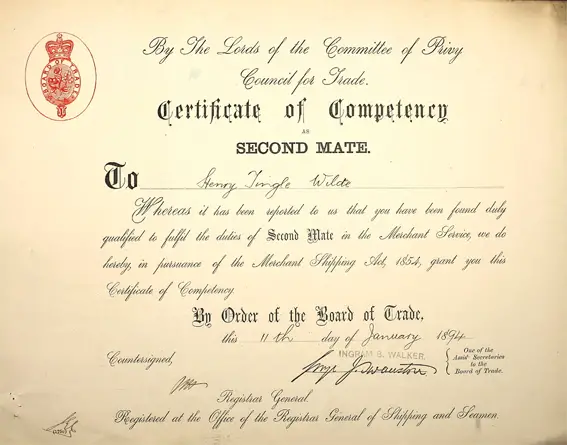 BOARD OF TRADE
By The Lords of the Committee of Privy
Council for Trade.
Certificate of Competency
AS
SECOND MATE.
To Henry Tingle Wilde
Whereas it has been reported to us that you have been found duly
qualified to fulfil the duties of Second Mate in the Merchant Service, we do
hereby, in pursuance of the Merchant Shipping Act, 1854, grant you this
Certificate of Competency.
By Order of the Board of Trade,
this 11th day of January 1894
Countersigned,
INGRAM B. WALKER.
One of the
Assist Secretaries
to the
Board of Trade.
Registrar General.
Registered at the Office of the Registrar General of Shipping and Seamen.